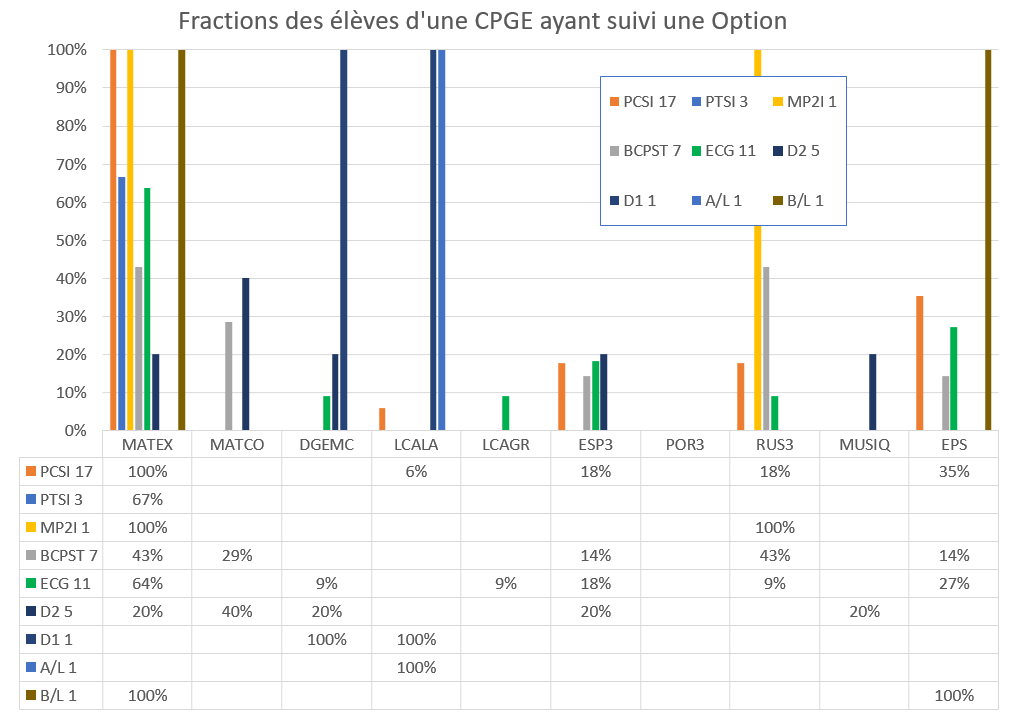 Fractions des élèves d'une CPGE ayant suivi une Option
100%
90%
80%
70%
60%
50%
40%
30%
20%
10%
0%
PCSI 17 PTSI 3 MP2I 1
BCPST 7 ECG 11 D2 5
D1 1 A/L 1 B/L 1
MATEX MATCO DGEMC LCALA LCAGR ESP3 POR3 RUS3 MUSIQ EPS
PCSI 17 100% 6% 18% 18% 35%
PTSI 3 67%
MP2I 1 100% 100%
BCPST 7 43% 29% 14% 43% 14%
ECG 11 64% 9% 9% 18% 9% 27%
D2 5 20% 40% 20% 20% 20%
D1 1 100% 100%
A/L 1 100%
B/L 1 100% 100%